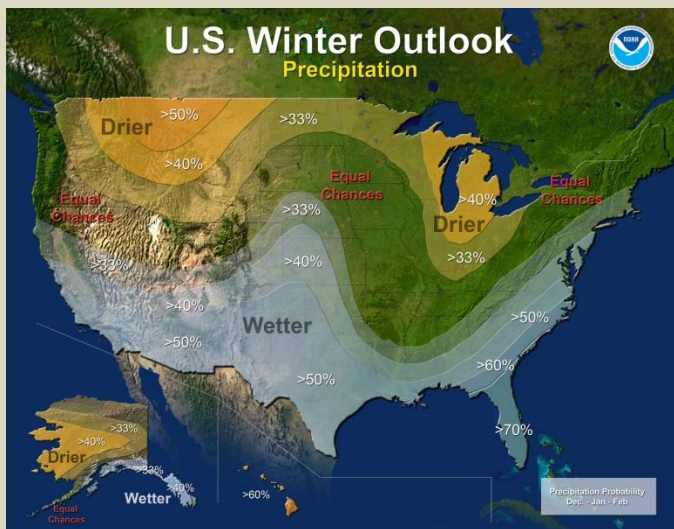 U.S. Winter Outlook
Precipitation
NOAA
>50%
Drier
>33%
>40%
Equal
Chances
Equal
Chances
Equal
Chances
>40%
Drier
>33%
>33%
>40%
>33%
>40%
>50%
Wetter
>50%
>50%
>60%
>70%
>33%
>40%
Drier
>33%
>40%
Wetter
Equal
Chances
>60%
Precipitation Probability
Dec. - Jan - Feb